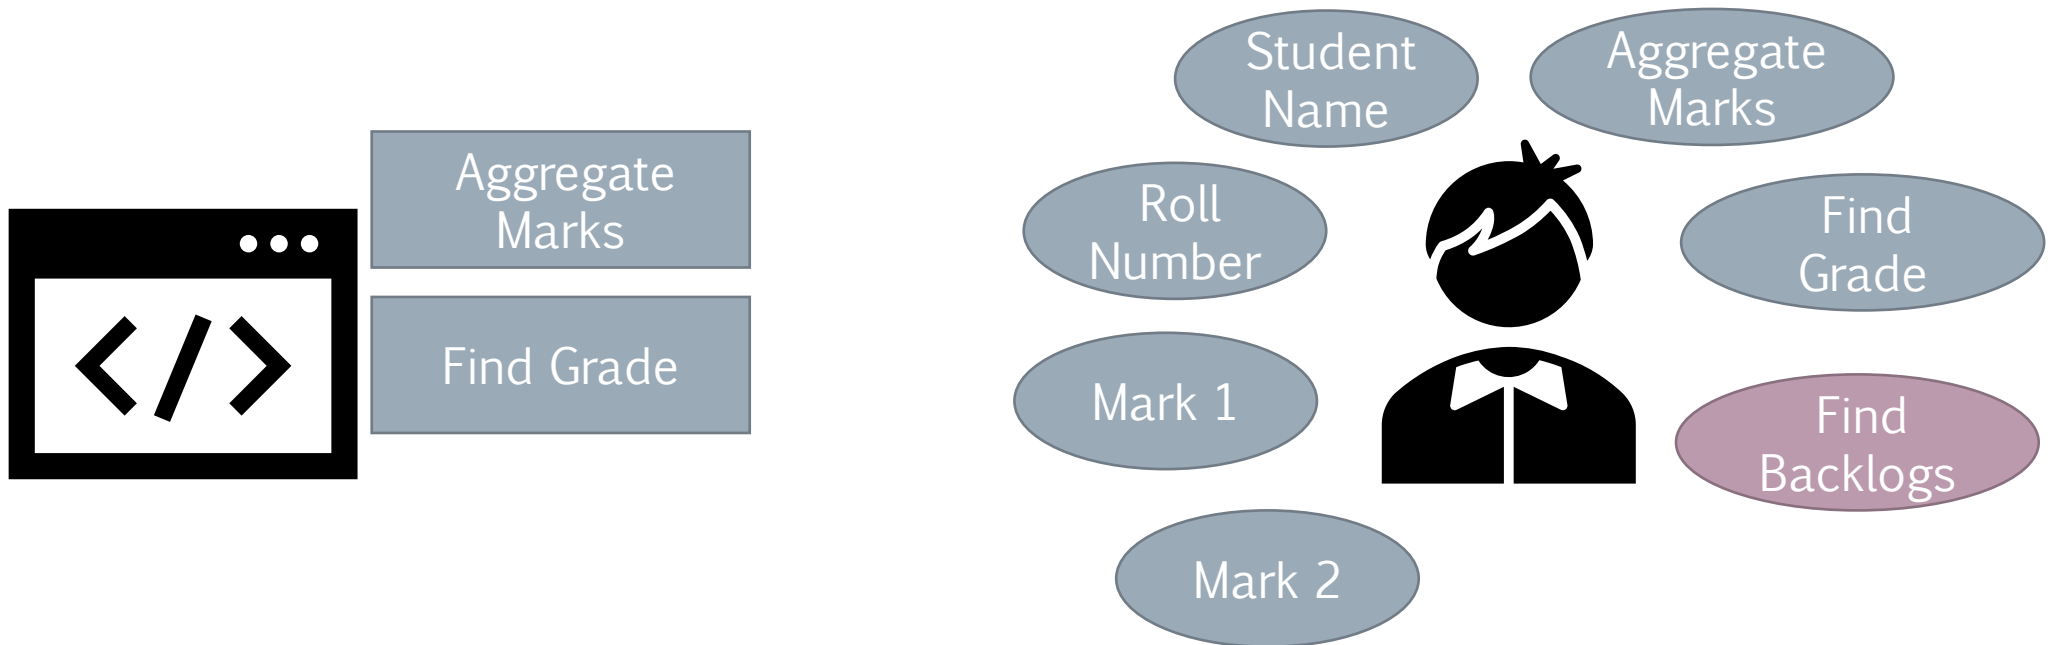 Aggregate
Marks
Find Grade
</>
Student
Name
Aggregate
Marks
Roll
Number
Find
Grade
Mark 1
Find
Backlogs
Mark 2